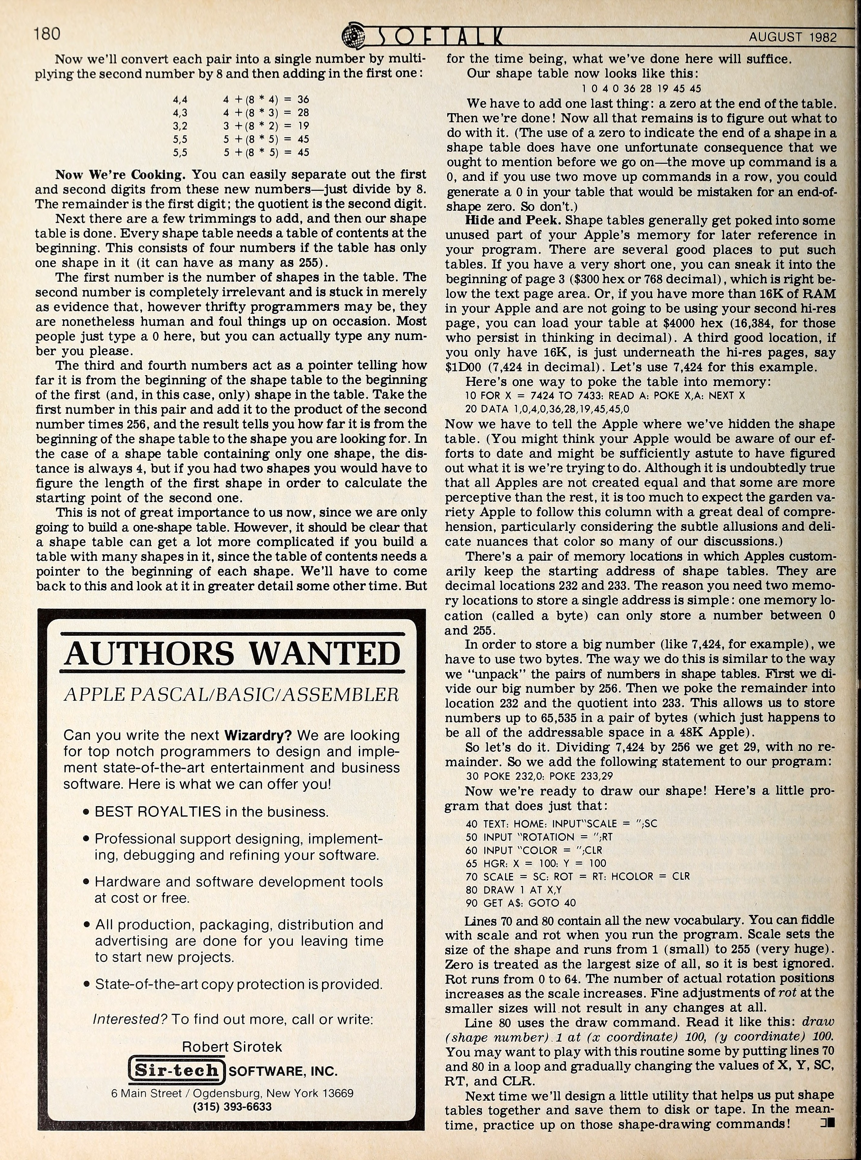 180
SOFTALK
AUGUST 1982
Now we'll convert each pair into a single number by multi-
plying the second number by 8 and then adding in the first one:
4,4 4 +(8 * 4) = 36
4,3 4 +(8 * 3) = 28
3,2 3 +(8 * 2) = 19
5,5 5 +(8 * 5) = 45
5,5 5 +(8 * 5) = 45
Now We're Cooking. You can easily separate out the first
and second digits from these new numbers—just divide by 8.
The remainder is the first digit; the quotient is the second digit.
Next there are a few trimmings to add, and then our shape
table is done. Every shape table needs a table of contents at the
beginning. This consists of four numbers if the table has only
one shape in it (it can have as many as 255).
The first number is the number of shapes in the table. The
second number is completely irrelevant and is stuck in merely
as evidence that, however thrifty programmers may be, they
are nonetheless human and foul things up on occasion. Most
people just type a 0 here, but you can actually type any num-
ber you please.
The third and fourth numbers act as a pointer telling how
far it is from the beginning of the shape table to the beginning
of the first (and, in this case, only) shape in the table. Take the
first number in this pair and add it to the product of the second
number times 256, and the result tells you how far it is from the
beginning of the shape table to the shape you are looking for. In
the case of a shape table containing only one shape, the dis-
tance is always 4, but if you had two shapes you would have to
figure the length of the first shape in order to calculate the
starting point of the second one.
This is not of great importance to us now, since we are only
going to build a one-shape table. However, it should be clear that
a shape table can get a lot more complicated if you build a
table with many shapes in it, since the table of contents needs a
pointer to the beginning of each shape. We'll have to come
back to this and look at it in greater detail some other time. But
AUTHORS WANTED
APPLE PASCAL/BASIC/ASSEMBLER
Can you write the next Wizardry? We are looking
for top notch programmers to design and imple-
ment state-of-the-art entertainment and business
software. Here is what we can offer you!
• BEST ROYALTIES in the business.
• Professional support designing, implement-
ing, debugging and refining your software.
• Hardware and software development tools
at cost or free.
• All production, packaging, distribution and
advertising are done for you leaving time
to start new projects.
• State-of-the-art copy protection is provided.
Interested? To find out more, call or write:
Robert Sirotek
Sir-tech SOFTWARE, INC.
6 Main Street / Ogdensburg, New York 13669
(315) 393-6633
for the time being, what we've done here will suffice.
Our shape table now looks like this:
1 0 4 0 36 28 19 45 45
We have to add one last thing: a zero at the end of the table.
Then we're done! Now all that remains is to figure out what to
do with it. (The use of a zero to indicate the end of a shape in a
shape table does have one unfortunate consequence that we
ought to mention before we go on—the move up command is a
0, and if you use two move up commands in a row, you could
generate a 0 in your table that would be mistaken for an end-of-
shape zero. So don't.)
Hide and Peek. Shape tables generally get poked into some
unused part of your Apple's memory for later reference in
your program. There are several good places to put such
tables. If you have a very short one, you can sneak it into the
beginning of page 3 ($300 hex or 768 decimal), which is right be-
low the text page area. Or, if you have more than 16K of RAM
in your Apple and are not going to be using your second hi-res
page, you can load your table at $4000 hex (16,384, for those
who persist in thinking in decimal). A third good location, if
you only have 16K, is just underneath the hi-res pages, say
$1D00 (7,424 in decimal). Let's use 7,424 for this example.
Here's one way to poke the table into memory:
10 FOR X = 7424 TO 7433: READ A: POKE X,A: NEXT X
20 DATA 1,0,4,0,36,28,19,45,45,0
Now we have to tell the Apple where we've hidden the shape
table. (You might think your Apple would be aware of our ef-
forts to date and might be sufficiently astute to have figured
out what it is we're trying to do. Although it is undoubtedly true
that all Apples are not created equal and that some are more
perceptive than the rest, it is too much to expect the garden va-
riety Apple to follow this column with a great deal of compre-
hension, particularly considering the subtle allusions and deli-
cate nuances that color so many of our discussions.)
There's a pair of memory locations in which Apples custom-
arily keep the starting address of shape tables. They are
decimal locations 232 and 233. The reason you need two memo-
ry locations to store a single address is simple: one memory lo-
cation (called a byte) can only store a number between 0
and 255.
In order to store a big number (like 7,424, for example), we
have to use two bytes. The way we do this is similar to the way
we "unpack" the pairs of numbers in shape tables. First we di-
vide our big number by 256. Then we poke the remainder into
location 232 and the quotient into 233. This allows us to store
numbers up to 65,535 in a pair of bytes (which just happens to
be all of the addressable space in a 48K Apple).
So let's do it. Dividing 7,424 by 256 we get 29, with no re-
mainder. So we add the following statement to our program:
30 POKE 232,0: POKE 233,29
Now we're ready to draw our shape! Here's a little pro-
gram that does just that:
40 TEXT: HOME: INPUT"SCALE = ";SC
50 INPUT "ROTATION = ";RT
60 INPUT "COLOR = ";CLR
65 HGR: X = 100: Y = 100
70 SCALE = SC: ROT = RT: HCOLOR = CLR
80 DRAW 1 AT X,Y
90 GET A$: GOTO 40
Lines 70 and 80 contain all the new vocabulary. You can fiddle
with scale and rot when you run the program. Scale sets the
size of the shape and runs from 1 (small) to 255 (very huge).
Zero is treated as the largest size of all, so it is best ignored.
Rot runs from 0 to 64. The number of actual rotation positions
increases as the scale increases. Fine adjustments of rot at the
smaller sizes will not result in any changes at all.
Line 80 uses the draw command. Read it like this: draw
(shape number) 1 at (x coordinate) 100, (y coordinate) 100.
You may want to play with this routine some by putting lines 70
and 80 in a loop and gradually changing the values of X, Y, SC,
RT, and CLR.
Next time we'll design a little utility that helps us put shape
tables together and save them to disk or tape. In the mean-
time, practice up on those shape-drawing commands!